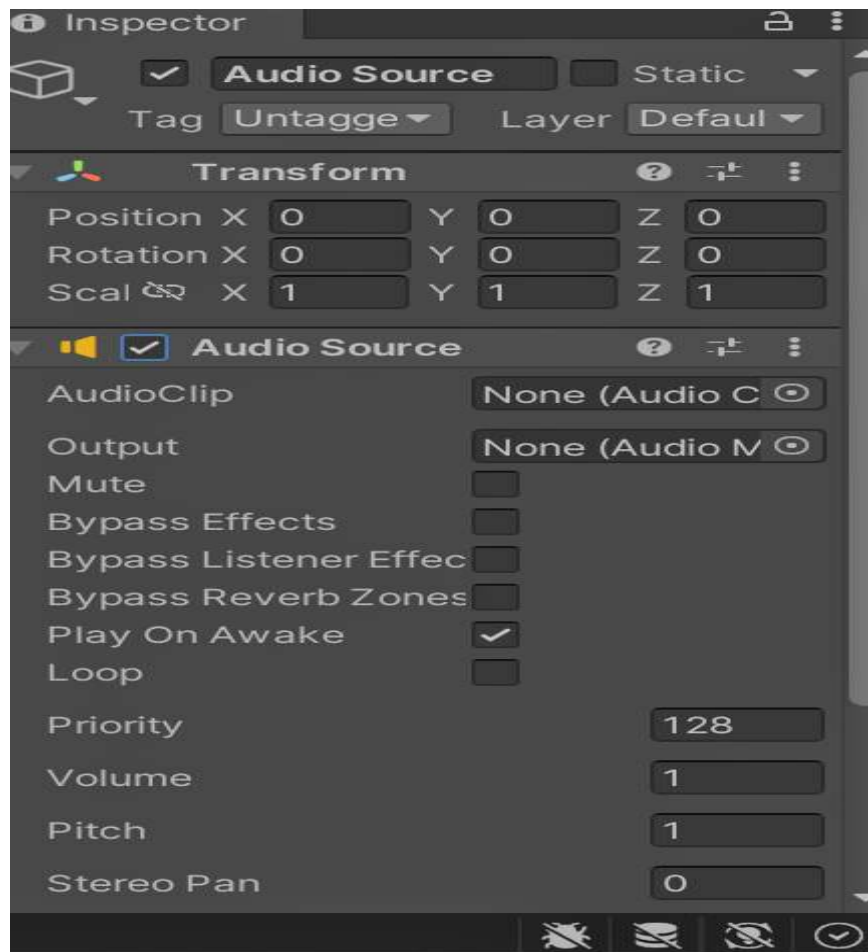 Inspector
Audio Source Static
Tag Untagge Layer Defaul
Transform
Position X 0 Y 0 Z 0
Rotation X 0 Y 0 Z 0
Scal X 1 Y 1 Z 1
Audio Source
AudioClip None (Audio C
Output None (Audio M
Mute
Bypass Effects
Bypass Listener Effec
Bypass Reverb Zones
Play On Awake
Loop
Priority 128
Volume 1
Pitch 1
Stereo Pan 0